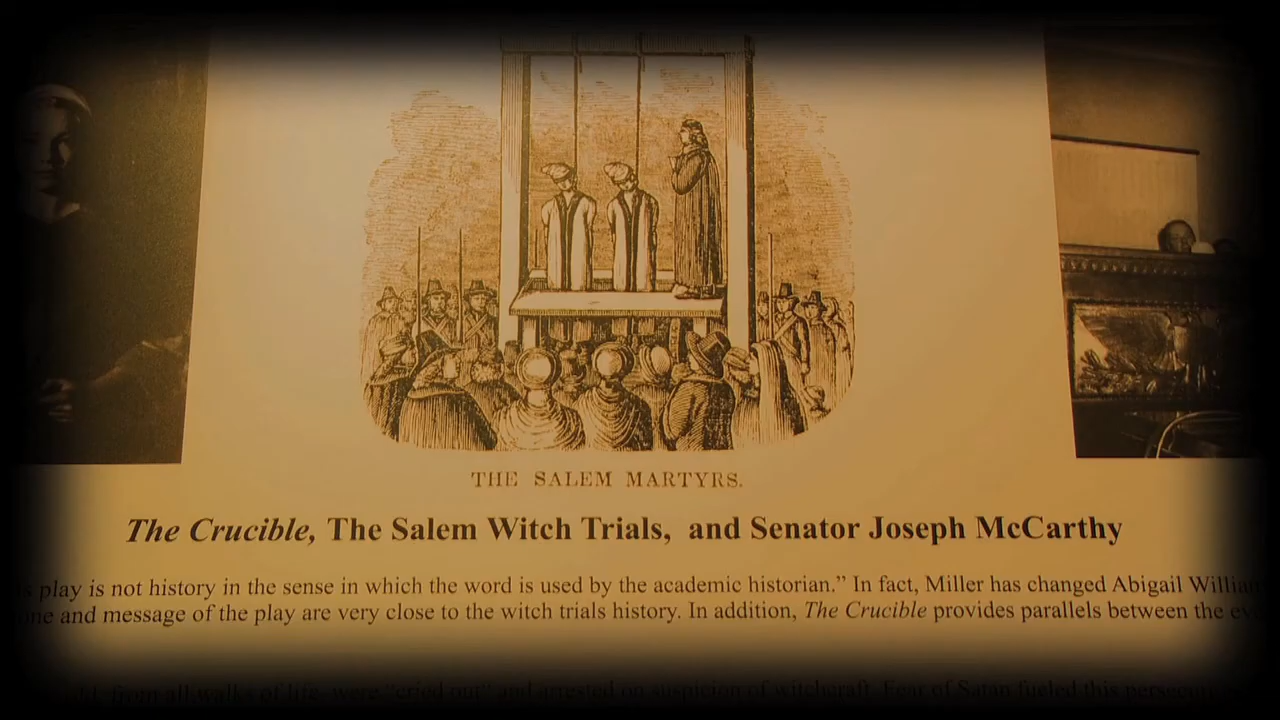 THE SALEM MARTYRS.
The Crucible, The Salem Witch Trials, and Senator Joseph McCarthy
play is not history in the sense in which the word is used by the academic historian.” In fact, Miller has changed Abigail
and message of the play are very close to the witch trials history. In addition, The Crucible provides parallels between the
from all walks of life were "cried out" and arrested on suspicion of witchcraft. Fear of Satan fueled this